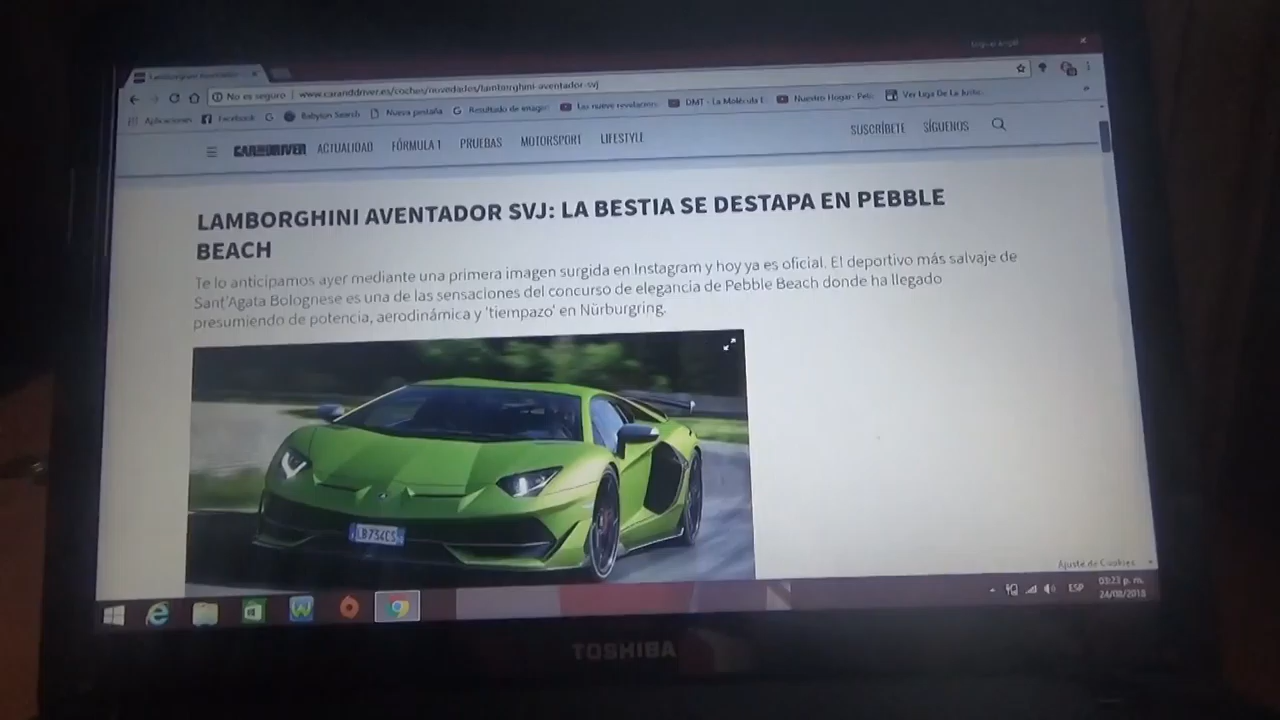 No es seguro www.caranddriver.es/coches/novedades/lamborghini-aventador-svj
Aplicaciones Facebook Babylon Search Nueva pestaña Resultado de imagen Las nueve revelacion DMT - La Molécula Nuestro Hogar: Ver Liga De La Justic
CAR AND DRIVER ACTUALIDAD FÓRMULA 1 PRUEBAS MOTORSPORT LIFESTYLE SUSCRÍBETE SÍGUENOS
LAMBORGHINI AVENTADOR SVJ: LA BESTIA SE DESTAPA EN PEBBLE
BEACH
Te lo anticipamos ayer mediante una primera imagen surgida en Instagram y hoy ya es oficial. El deportivo más salvaje de
Sant'Agata Bolognese es una de las sensaciones del concurso de elegancia de Pebble Beach donde ha llegado
presumiendo de potencia, aerodinámica y 'tiempazo' en Nürburgring.
LB734CS
Ajuste de Cookies
ESP
03:23 p. m.
24/08/2018
TOSHIBA